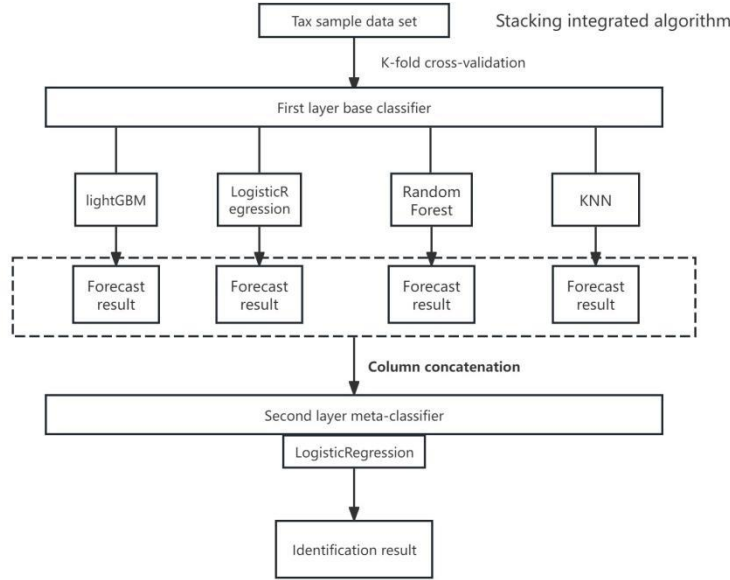 Tax sample data set
Stacking integrated algorithm
K-fold cross-validation
First layer base classifier
lightGBM
LogisticR
egression
Random
Forest
KNN
Forecast
result
Forecast
result
Forecast
result
Forecast
result
Column concatenation
Second layer meta-classifier
LogisticRegression
Identification result